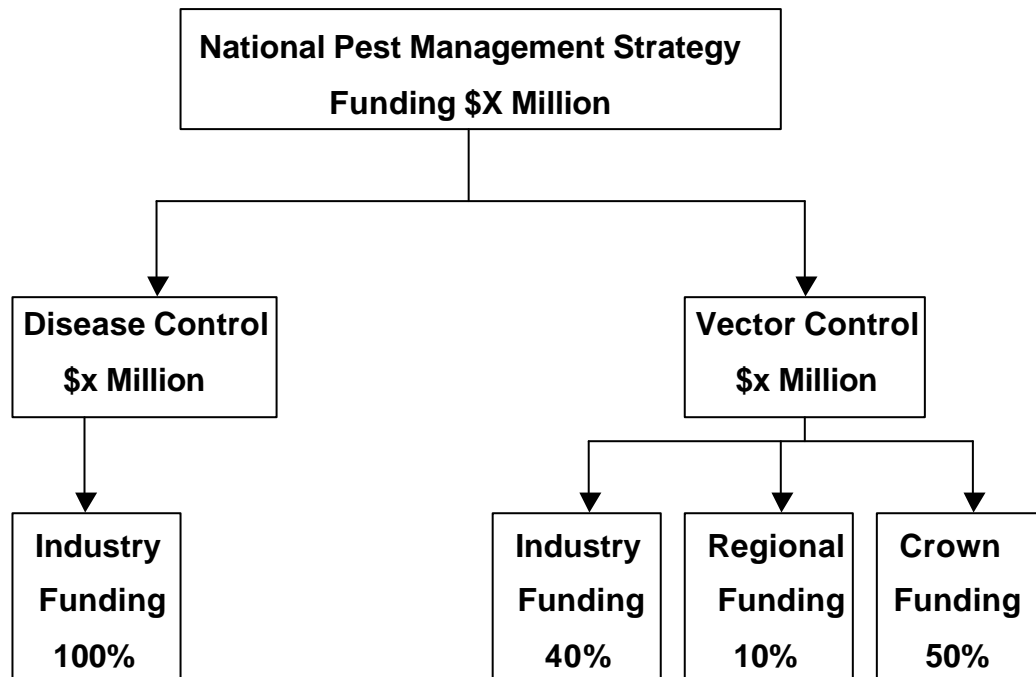 National Pest Management Strategy
Funding $X Million
Disease Control
$x Million
Vector Control
$x Million
Industry
Funding
100%
Industry
Funding
40%
Regional
Funding
10%
Crown
Funding
50%